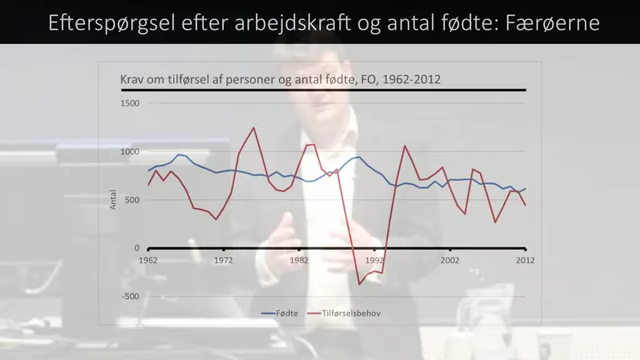 Efterspørgsel efter arbejdskraft og antal fødte: Færøerne
Krav om tilførsel af personer og antal fødte, FO, 1962-2012
1500
1000
500
0
-500
Antal
1962 1972 1982 1992 2002 2012
Fødte Tilførselsbehov